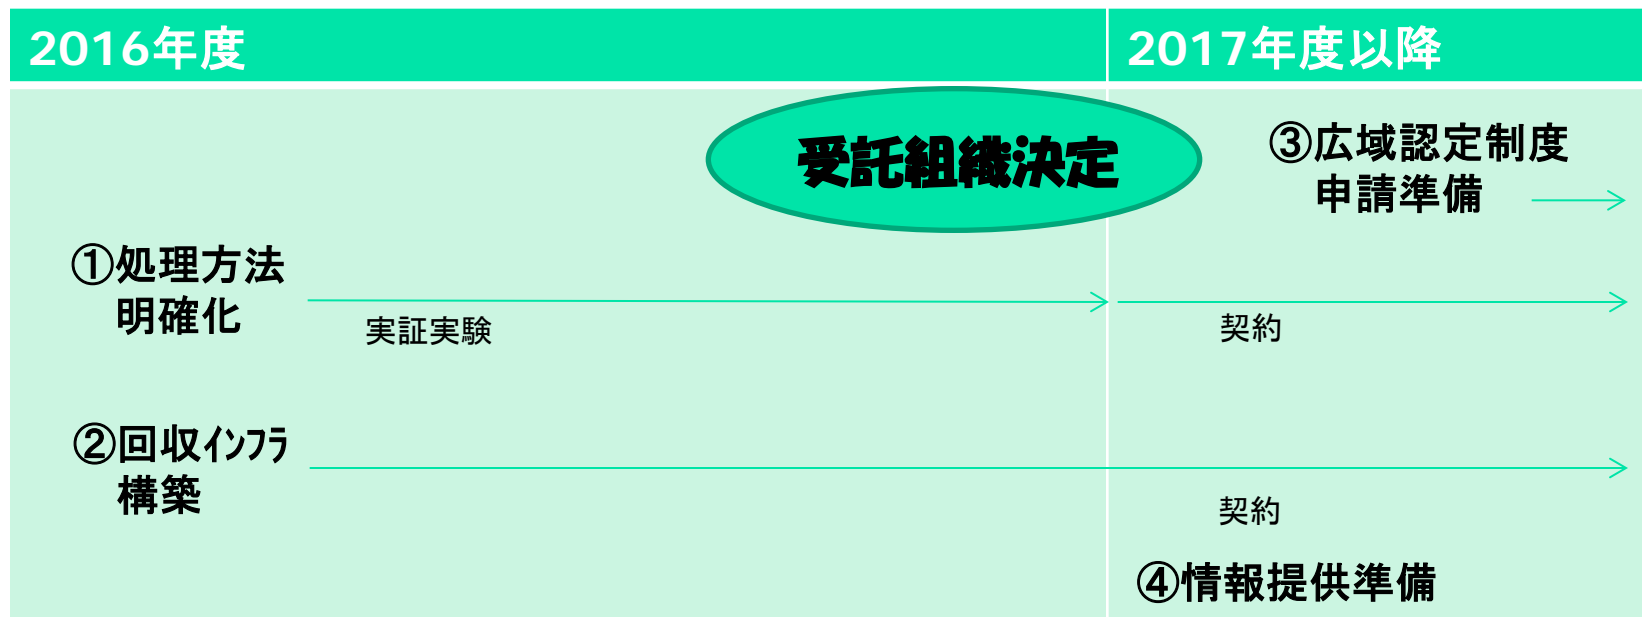 2016年度
2017年度以降
受託組織決定
③広域認定制度
申請準備
①処理方法
明確化
実証実験
契約
②回収ｲﾝﾌﾗ
構築
契約
④情報提供準備